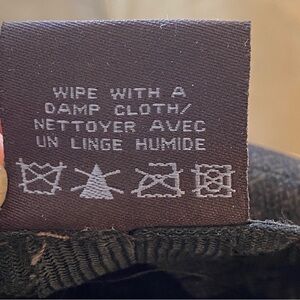 WIPE WITH A
DAMP CLOTH/
NETTOYER AVEC
UN LINGE HUMIDE